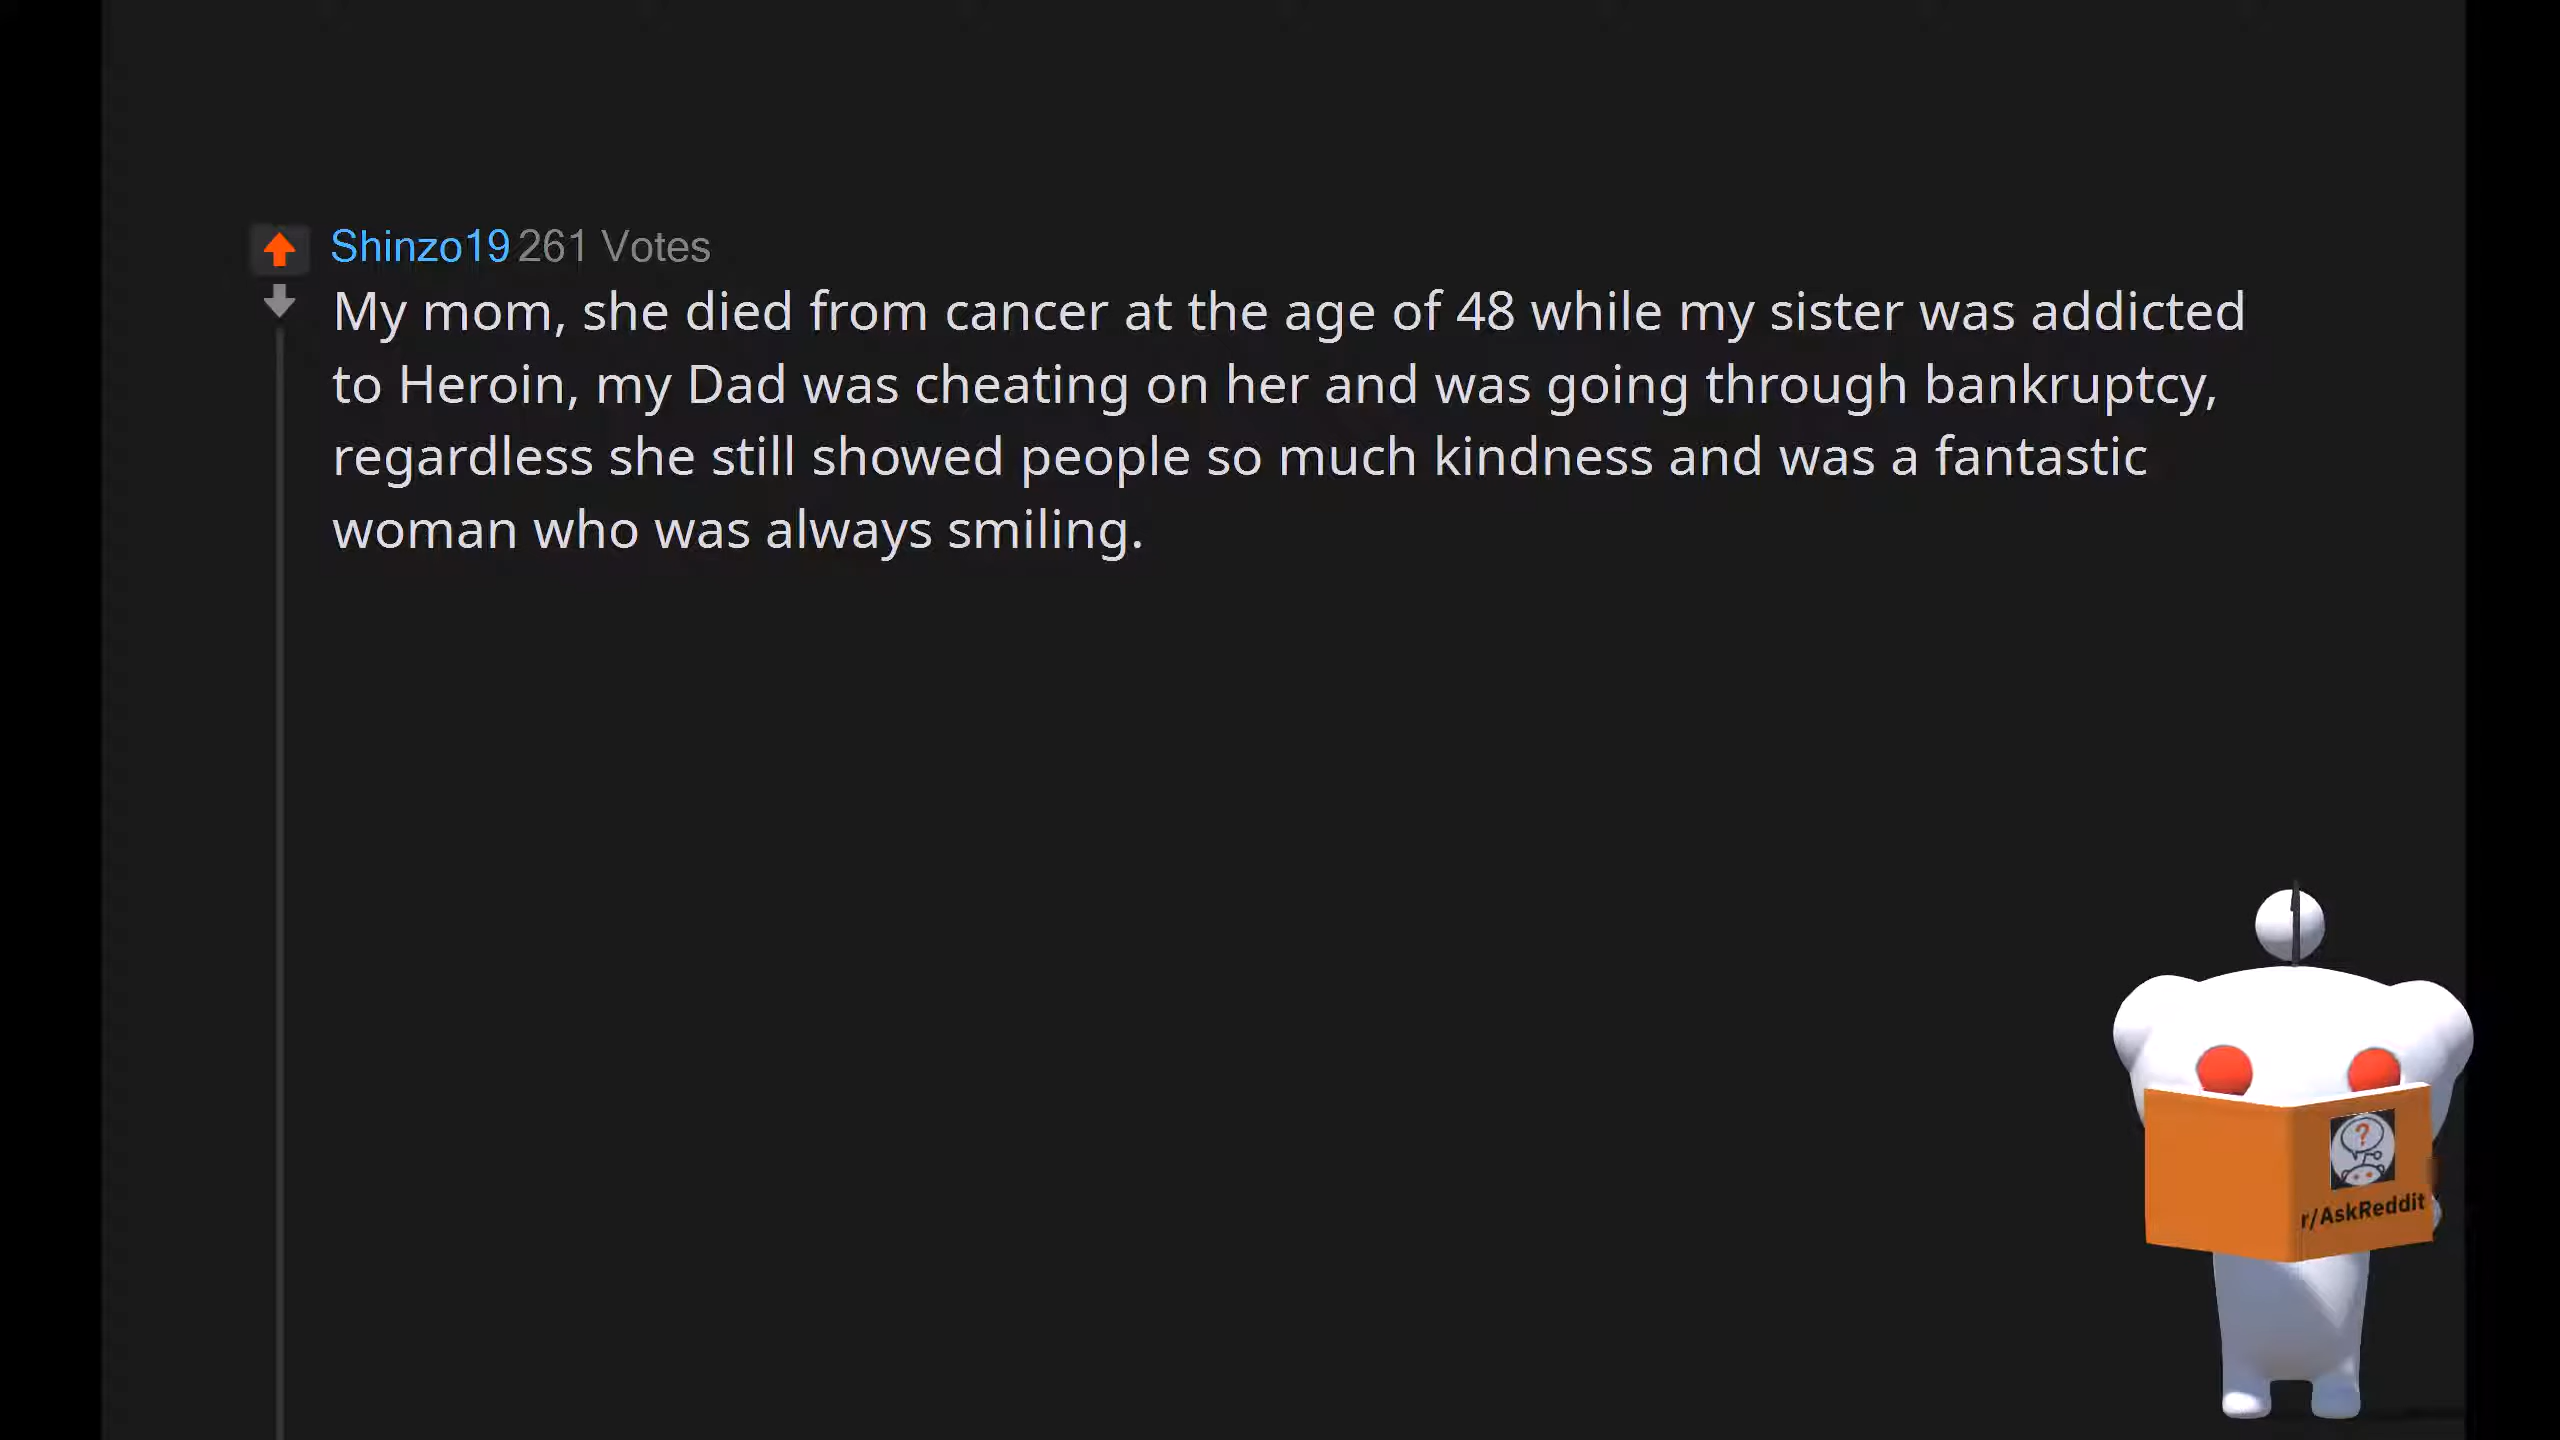 Shinzo19 261 Votes
My mom, she died from cancer at the age of 48 while my sister was addicted
to Heroin, my Dad was cheating on her and was going through bankruptcy,
regardless she still showed people so much kindness and was a fantastic
woman who was always smiling.
?
r/AskReddit